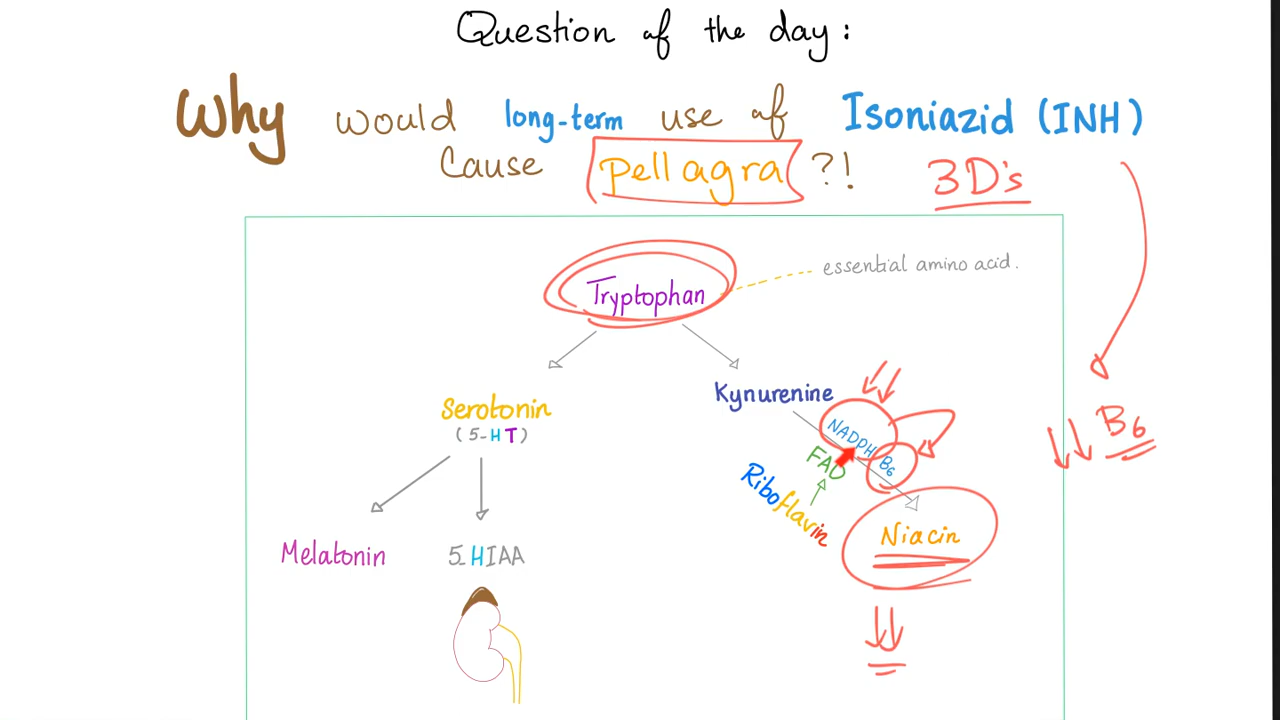 Question of the day:
Why would long-term use of Isoniazid (INH)
Cause pellagra ?!
3D's
Tryptophan
essential amino acid.
Kynurenine
Serotonin
(5-HT)
NADPH
B6
FAD
B6
Riboflavin
Niacin
Melatonin
5-HIAA